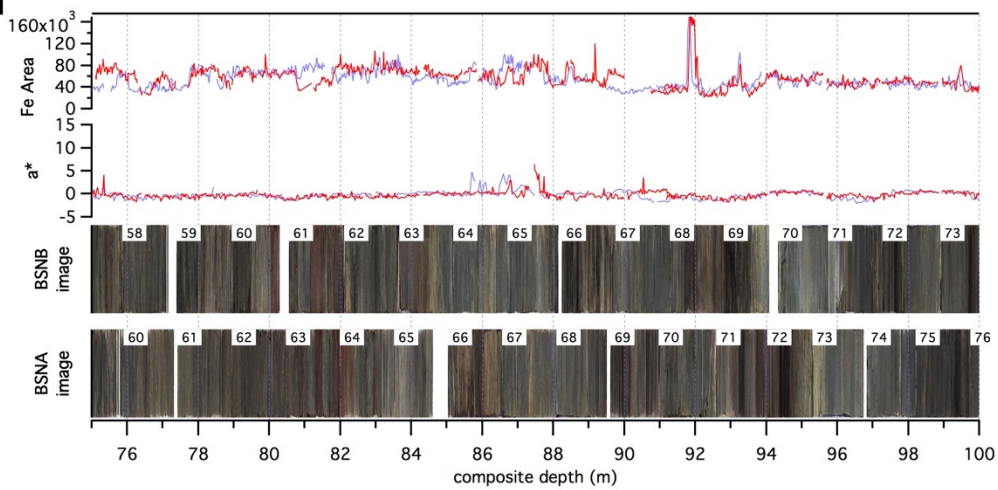 160x10³
120
80
40
0
Fe Area
15
10
5
0
-5
a*
58 59 60 61 62 63 64 65 66 67 68 69 70 71 72 73
BSNB
image
60 61 62 63 64 65 66 67 68 69 70 71 72 73 74 75 76
BSNA
image
76 78 80 82 84 86 88 90 92 94 96 98 100
composite depth (m)